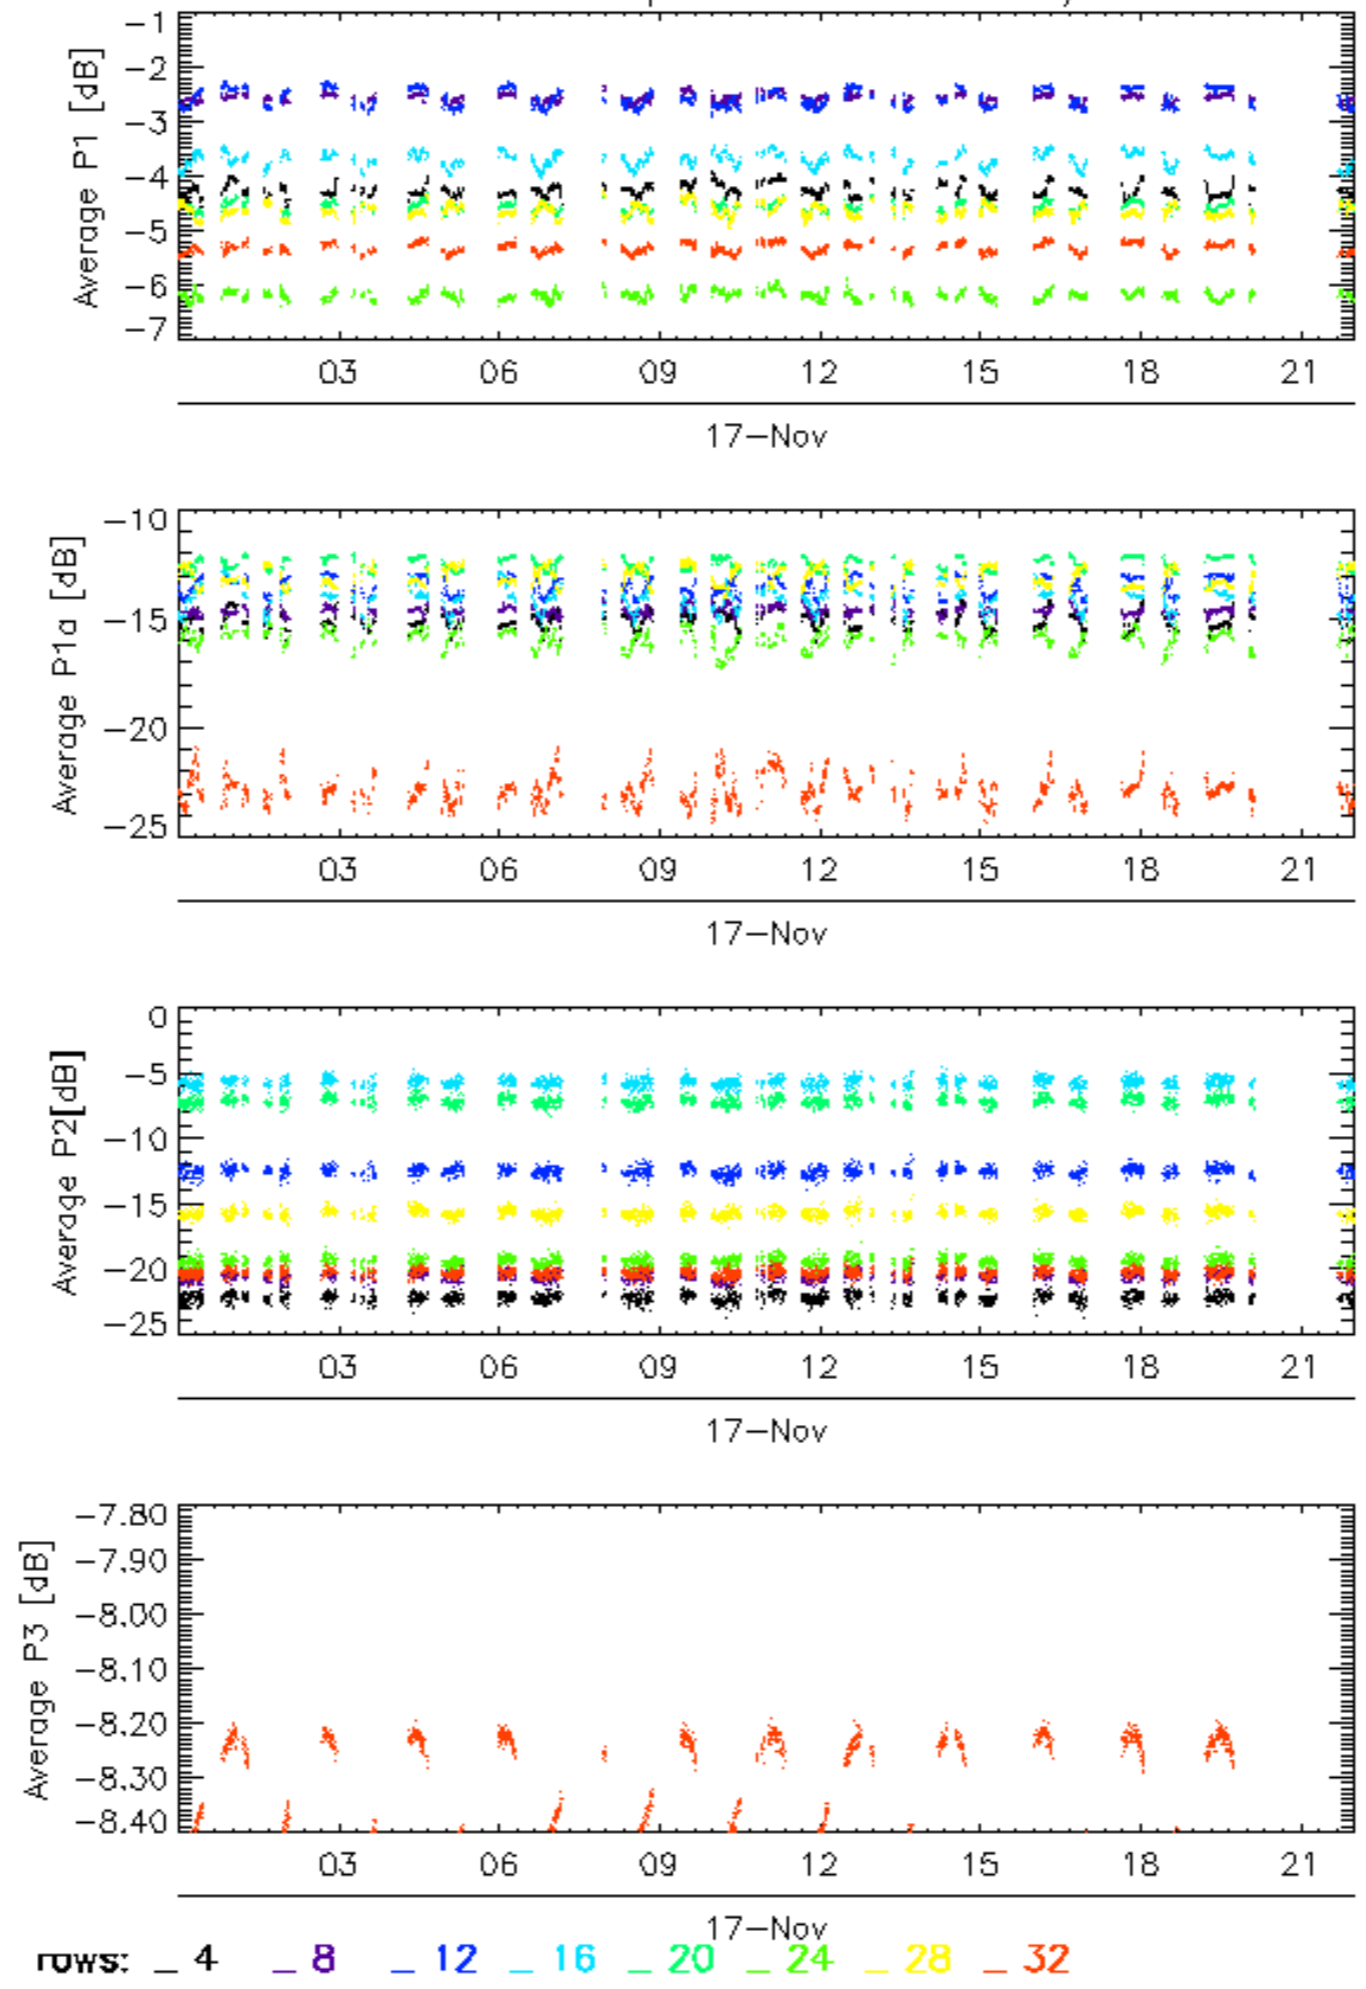 Average P1 [dB]
−1
−2
−3
−4
−5
−6
−7
03 06 09 12 15 18 21
17−Nov
Average P1a [dB]
−10
−15
−20
−25
03 06 09 12 15 18 21
17−Nov
Average P2[dB]
0
−5
−10
−15
−20
−25
03 06 09 12 15 18 21
17−Nov
Average P3 [dB]
−7.80
−7.90
−8.00
−8.10
−8.20
−8.30
−8.40
03 06 09 12 15 18 21
17−Nov
rows: _ 4 _ 8 _ 12 _ 16 _ 20 _ 24 _ 28 _ 32